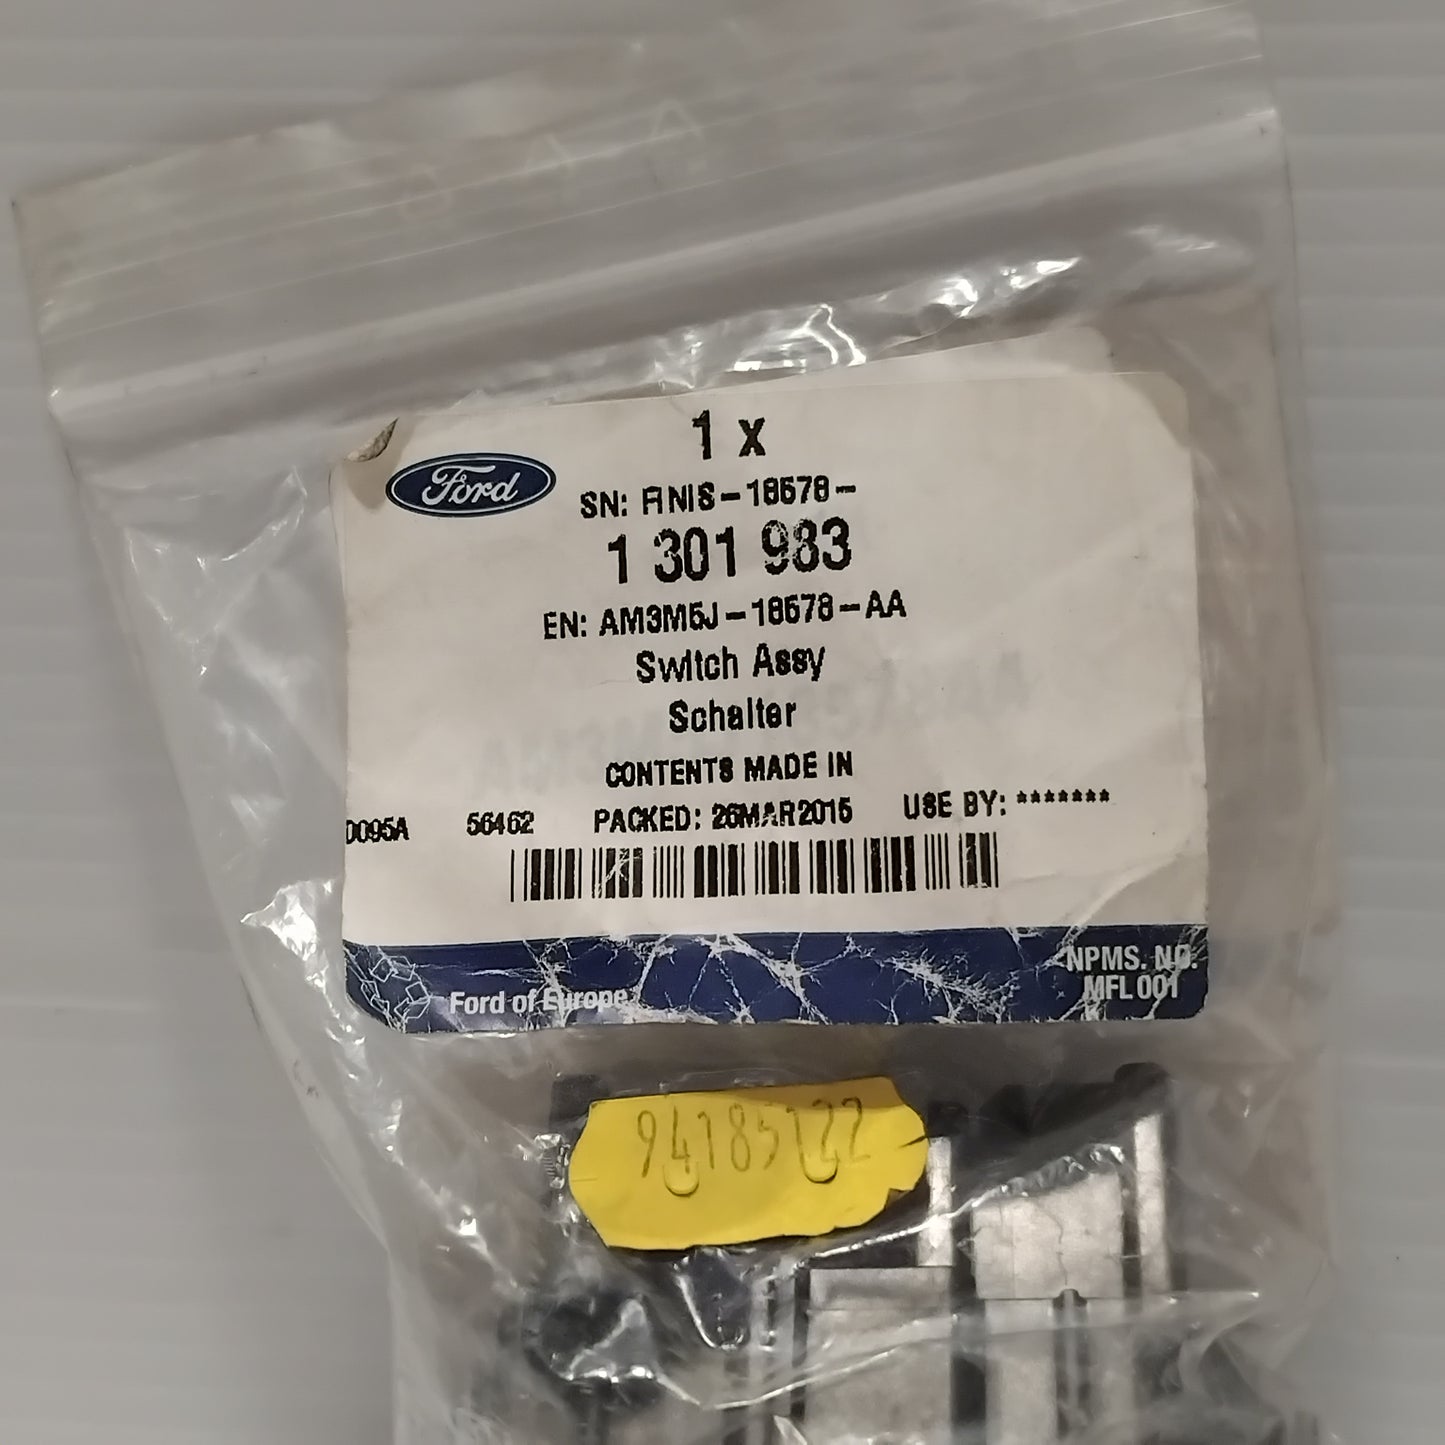 1 x
Ford
SN: FINIS-18578-
1 301 983
EN: AM3M5J-18578-AA
Switch Assy
Schalter
CONTENTS MADE IN
D095A 56462 PACKED: 26MAR2015 USE BY: *******
Ford of Europe
NPMS. NO.
MFL 001
94185122